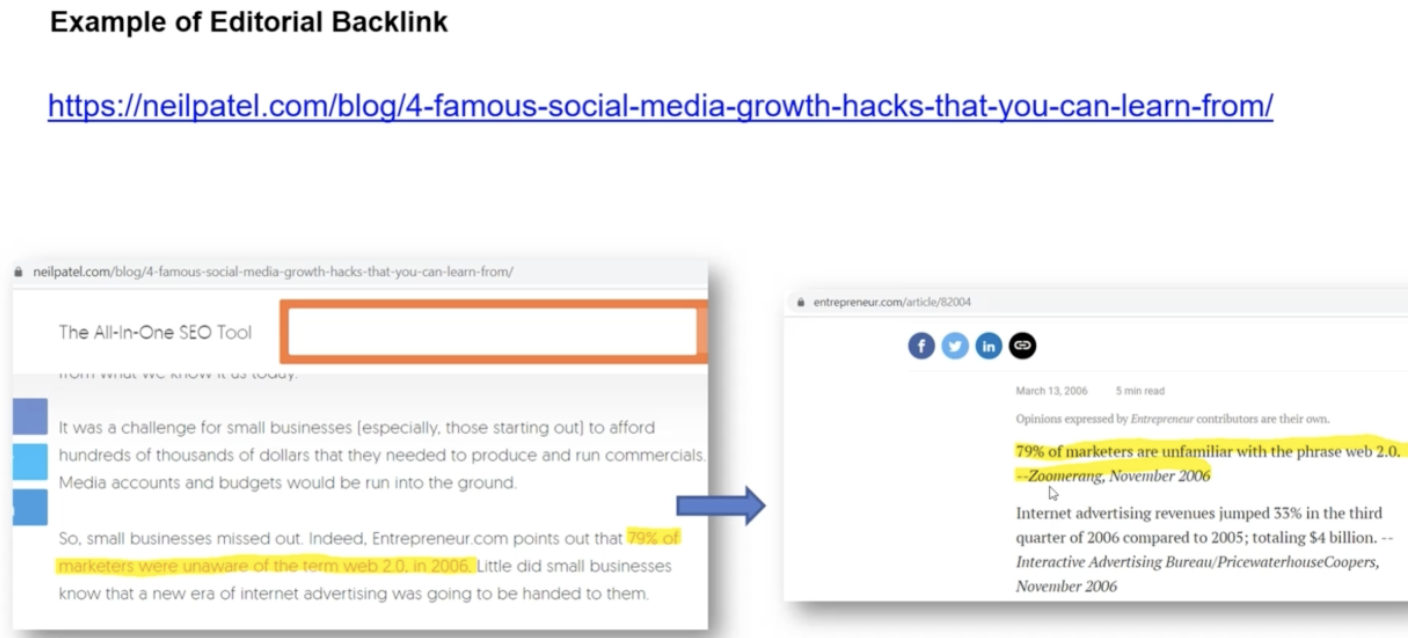 Example of Editorial Backlink
https://neilpatel.com/blog/4-famous-social-media-growth-hacks-that-you-can-learn-from/
neilpatel.com/blog/4-famous-social-media-growth-hacks-that-you-can-learn-from/
The All-In-One SEO Tool
from what we know it as today.
It was a challenge for small businesses (especially, those starting out) to afford
hundreds of thousands of dollars that they needed to produce and run commercials.
Media accounts and budgets would be run into the ground.
So, small businesses missed out. Indeed, Entrepreneur.com points out that 79% of
marketers were unaware of the term web 2.0, in 2006. Little did small businesses
know that a new era of internet advertising was going to be handed to them.
entrepreneur.com/article/82004
f
in
March 13, 2006 5 min read
Opinions expressed by Entrepreneur contributors are their own.
79% of marketers are unfamiliar with the phrase web 2.0.
--Zoomerang, November 2006
Internet advertising revenues jumped 33% in the third
quarter of 2006 compared to 2005; totaling $4 billion. --
Interactive Advertising Bureau/PricewaterhouseCoopers,
November 2006